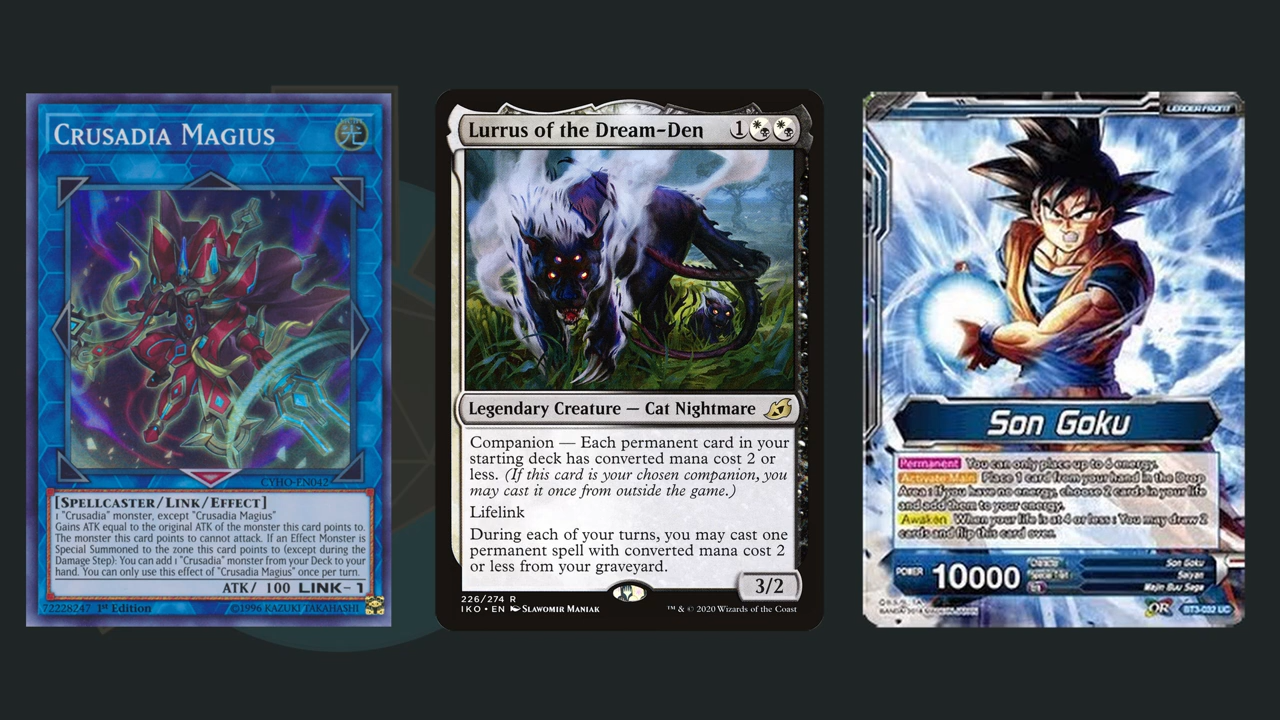 CRUSADIA MAGIUS
光
CYHO-EN042
[SPELLCASTER/LINK/EFFECT]
1 "Crusadia" monster, except "Crusadia Magius"
Gains ATK equal to the original ATK of the monster this card points to.
The monster this card points to cannot attack. If an Effect Monster is
Special Summoned to the zone this card points to (except during the
Damage Step): You can add 1 "Crusadia" monster from your Deck to your
hand. You can only use this effect of "Crusadia Magius" once per turn.
ATK/ 100 LINK-1
72228247 1st Edition ©1996 KAZUKI TAKAHASHI
Lurrus of the Dream-Den 1
Legendary Creature — Cat Nightmare
Companion — Each permanent card in your
starting deck has converted mana cost 2 or
less. (If this card is your chosen companion, you
may cast it once from outside the game.)
Lifelink
During each of your turns, you may cast one
permanent spell with converted mana cost 2
or less from your graveyard.
3/2
226/274 R
IKO • EN SLAWOMIR MANIAK ™ & © 2020 Wizards of the Coast
LEADER FRONT
Son Goku
Permanent You can only place up to 6 energy.
Activate Main Place 1 card from your hand in the Drop
Area : If you have no energy, choose 2 cards in your life
and add them to your energy.
Awaken When your life is at 4 or less : You may draw 2
cards and flip this card over.
POWER 10000
Character Son Goku
Special Trait Saiyan
Era Majin Buu Saga
BT3-032 UC